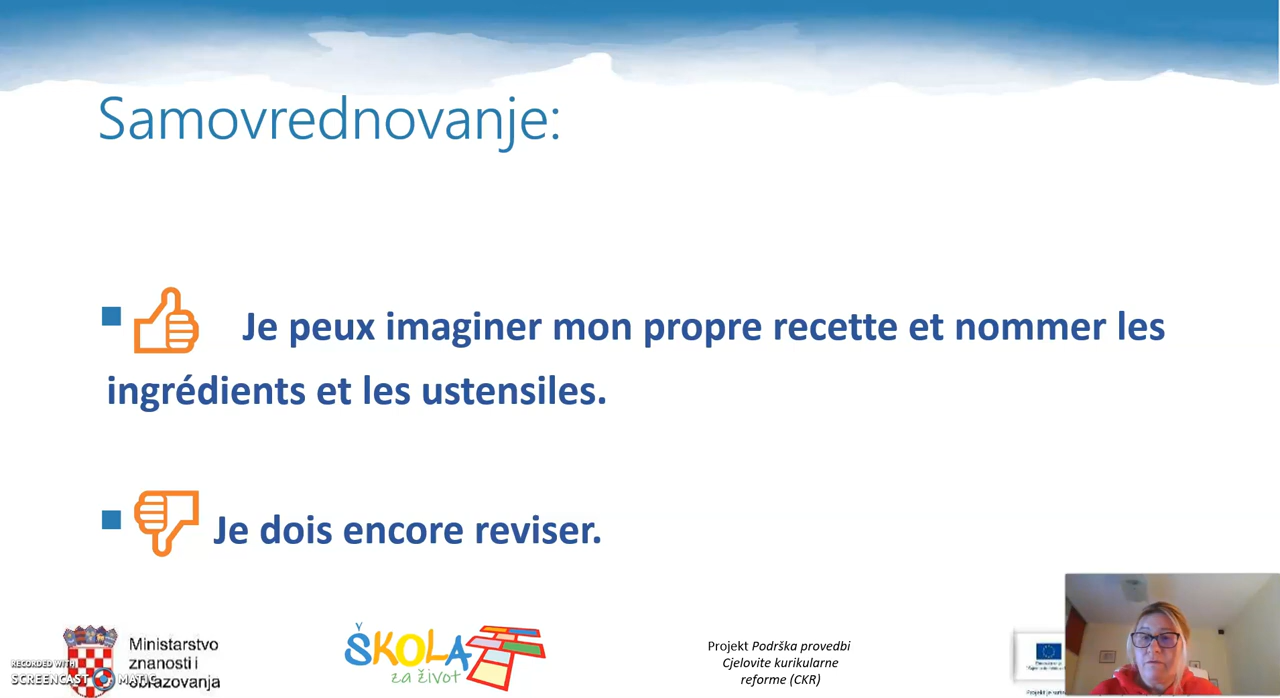 Samovrednovanje:
Je peux imaginer mon propre recette et nommer les
ingrédients et les ustensiles.
Je dois encore reviser.
Ministarstvo
znanosti i
obrazovanja
RECORDED WITH
SCREENCAST MATIC
ŠKOLA
za život
Projekt Podrška provedbi
Cjelovite kurikularne
reforme (CKR)